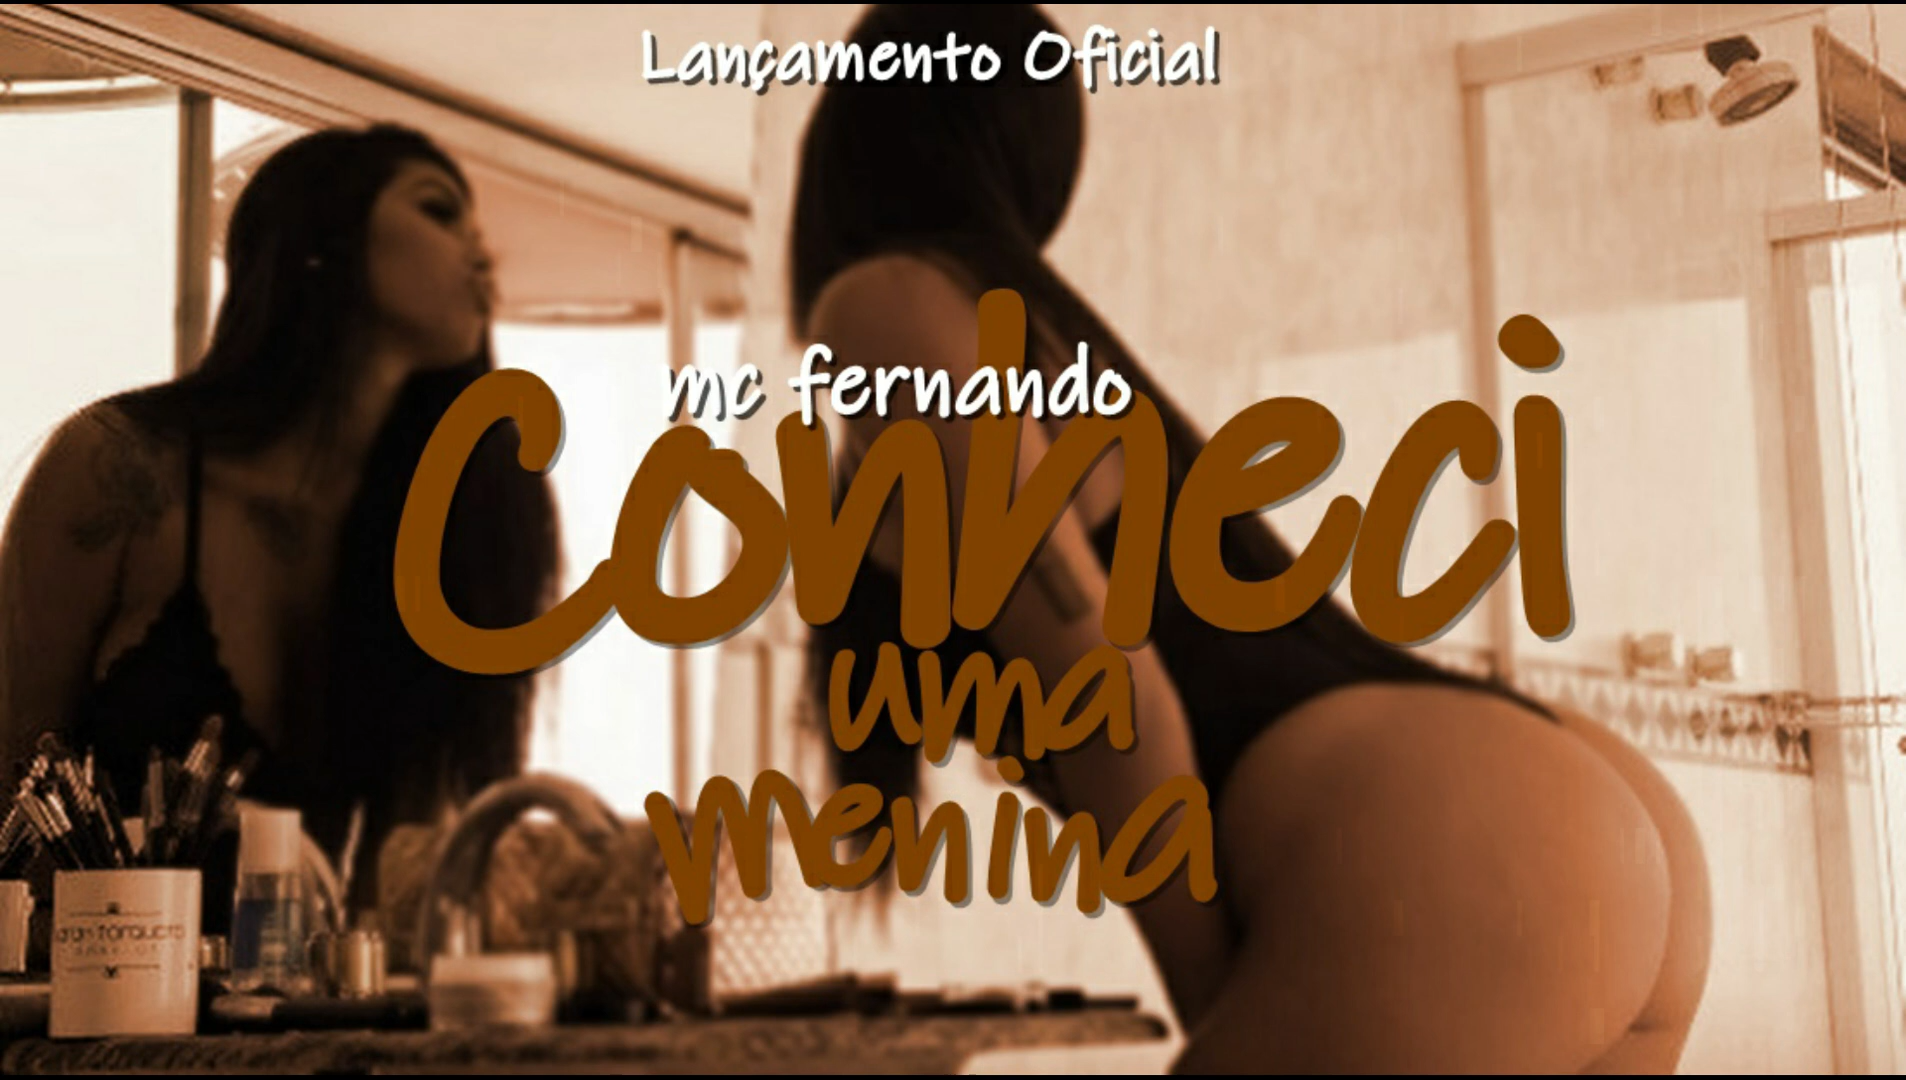 Lançamento Oficial
mc fernando
Conheci
uma
menina